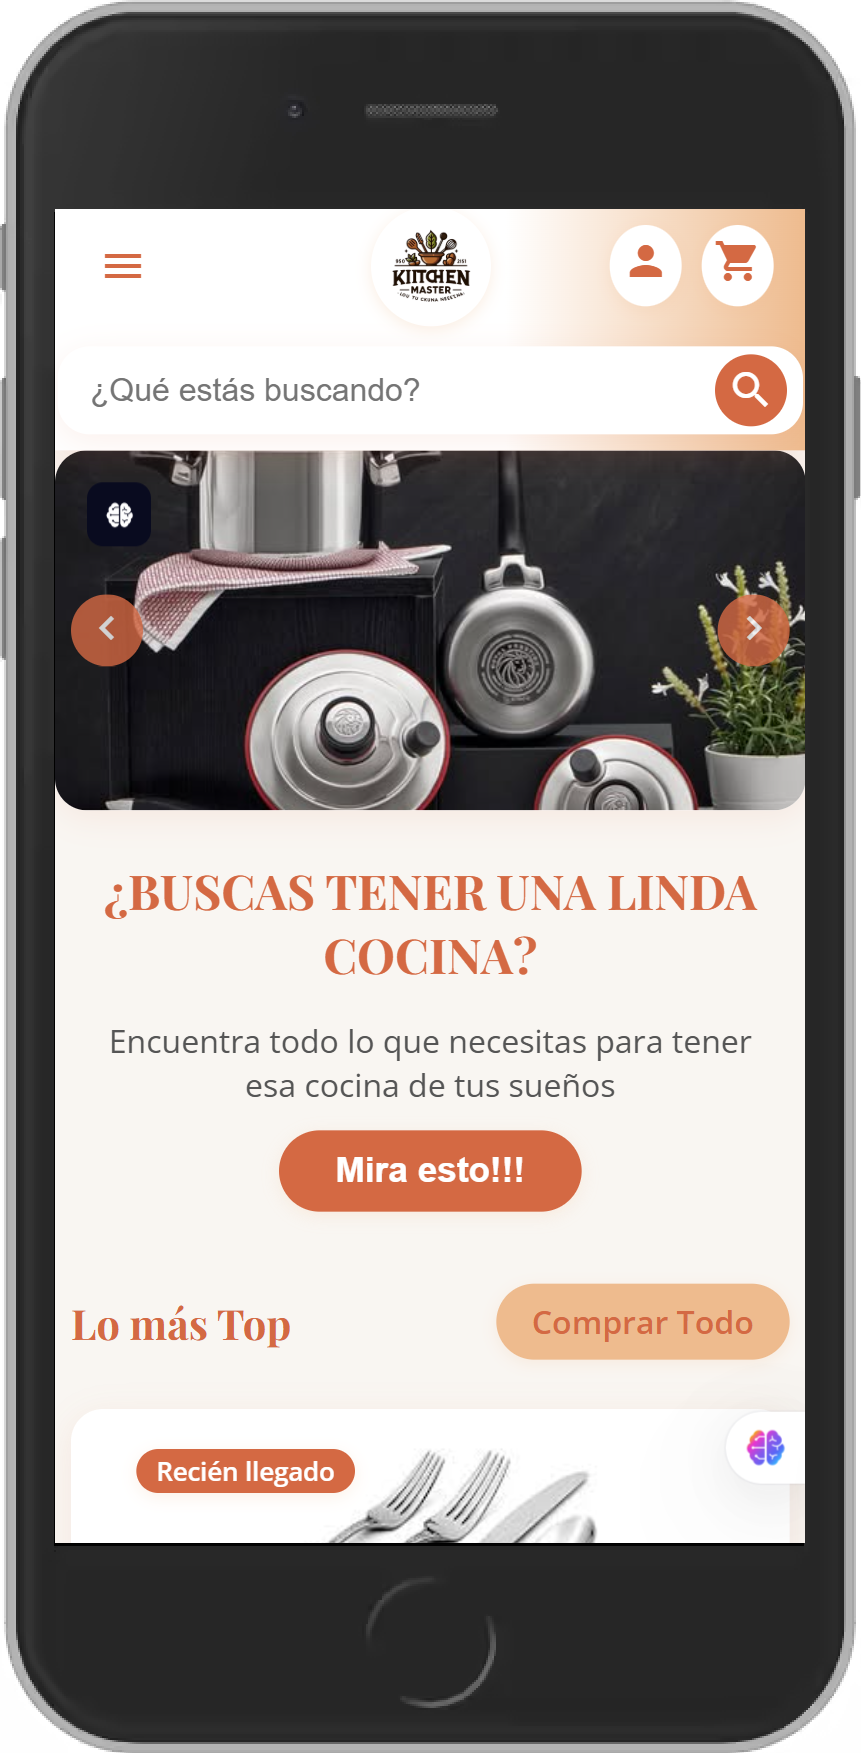 KIITCHEN
MASTER
¿Qué estás buscando?
¿BUSCAS TENER UNA LINDA
COCINA?
Encuentra todo lo que necesitas para tener
esa cocina de tus sueños
Mira esto!!!
Lo más Top
Comprar Todo
Recién llegado